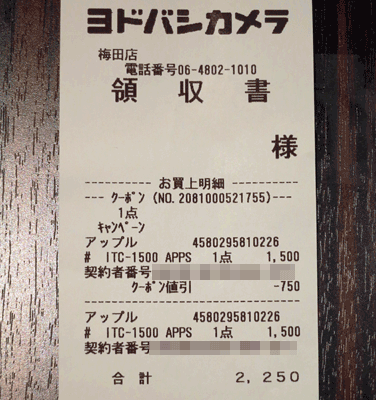 ヨドバシカメラ
梅田店
電話番号06-4802-1010
領収書
様
---------- お買上明細 ----------
--- クーポン (NO. 2081000521755)---
1点
キャンペーン
アップル 4580295810226
# ITC-1500 APPS 1点 1,500
契約者番号
クーポン値引 -750
------------------------------
アップル 4580295810226
# ITC-1500 APPS 1点 1,500
契約者番号
合計 2,250